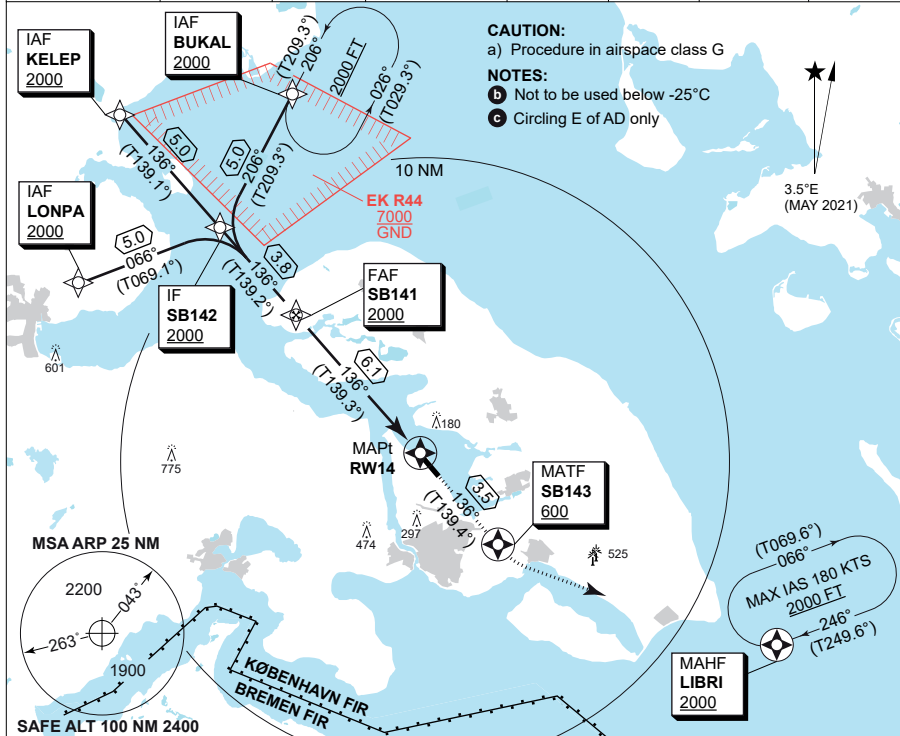 IAF
KELEP
2000
IAF
BUKAL
2000
(T209.3°)
206°
2000 FT
026°
(T029.3°)
CAUTION:
a) Procedure in airspace class G
NOTES:
b Not to be used below -25°C
c Circling E of AD only
3.5°E
(MAY 2021)
10 NM
5.0
136°
(T139.1°)
5.0
206°
(T209.3°)
EK R44
7000
GND
IAF
LONPA
2000
5.0
066°
(T069.1°)
IF
SB142
2000
3.8
136°
(T139.2°)
FAF
SB141
2000
601
6.1
136°
(T139.3°)
180
775
MAPt
RW14
3.5
136°
(T139.4°)
MATF
SB143
600
474
297
525
MSA ARP 25 NM
2200
043°
263°
1900
SAFE ALT 100 NM 2400
KØBENHAVN FIR
BREMEN FIR
(T069.6°)
066°
MAX IAS 180 KTS
2000 FT
246°
(T249.6°)
MAHF
LIBRI
2000